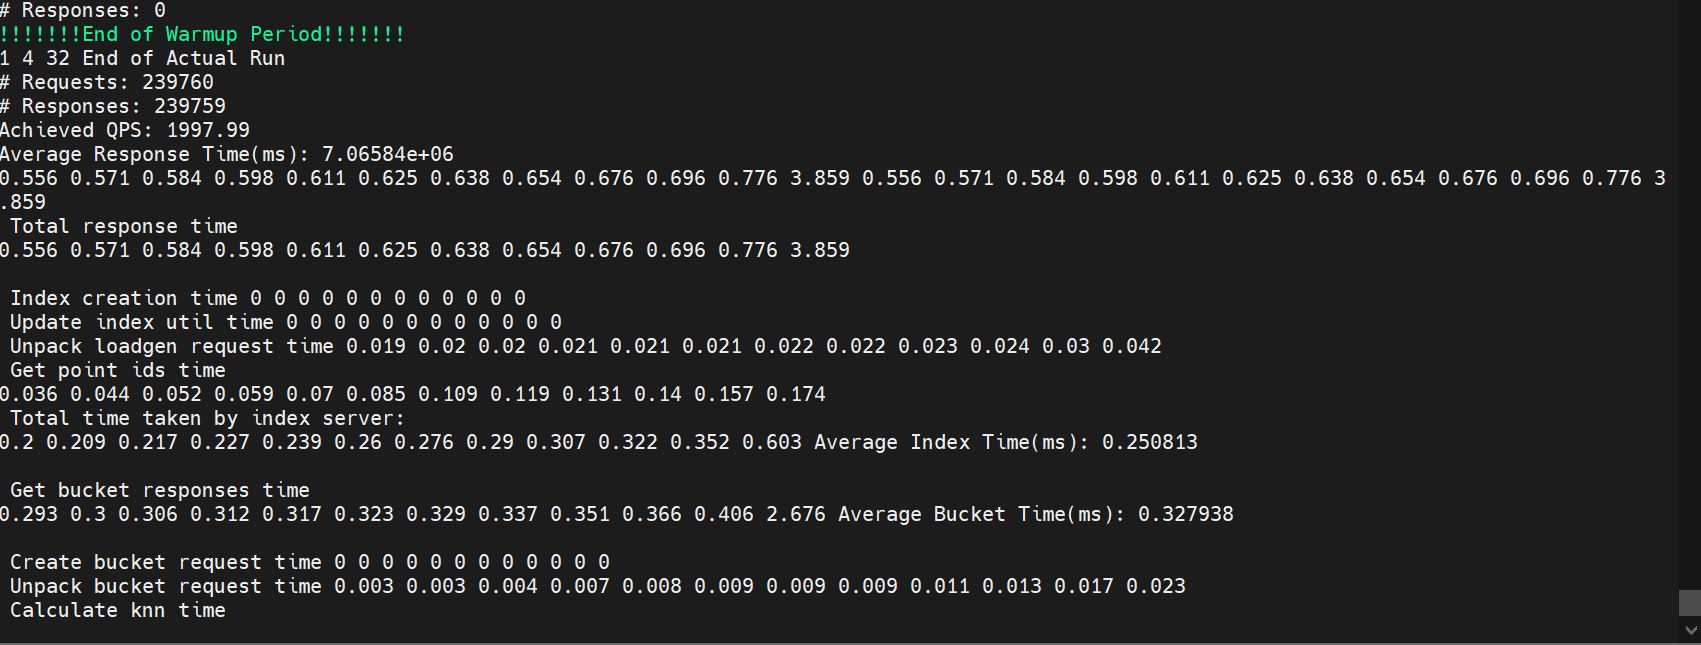 # Responses: 0
!!!!!!!End of Warmup Period!!!!!!!
1 4 32 End of Actual Run
# Requests: 239760
# Responses: 239759
Achieved QPS: 1997.99
Average Response Time(ms): 7.06584e+06
0.556 0.571 0.584 0.598 0.611 0.625 0.638 0.654 0.676 0.696 0.776 3.859 0.556 0.571 0.584 0.598 0.611 0.625 0.638 0.654 0.676 0.696 0.776 3
.859
Total response time
0.556 0.571 0.584 0.598 0.611 0.625 0.638 0.654 0.676 0.696 0.776 3.859
Index creation time 0 0 0 0 0 0 0 0 0 0 0 0
Update index util time 0 0 0 0 0 0 0 0 0 0 0 0
Unpack loadgen request time 0.019 0.02 0.02 0.021 0.021 0.021 0.022 0.022 0.023 0.024 0.03 0.042
Get point ids time
0.036 0.044 0.052 0.059 0.07 0.085 0.109 0.119 0.131 0.14 0.157 0.174
Total time taken by index server:
0.2 0.209 0.217 0.227 0.239 0.26 0.276 0.29 0.307 0.322 0.352 0.603 Average Index Time(ms): 0.250813
Get bucket responses time
0.293 0.3 0.306 0.312 0.317 0.323 0.329 0.337 0.351 0.366 0.406 2.676 Average Bucket Time(ms): 0.327938
Create bucket request time 0 0 0 0 0 0 0 0 0 0 0 0
Unpack bucket request time 0.003 0.003 0.004 0.007 0.008 0.009 0.009 0.009 0.011 0.013 0.017 0.023
Calculate knn time